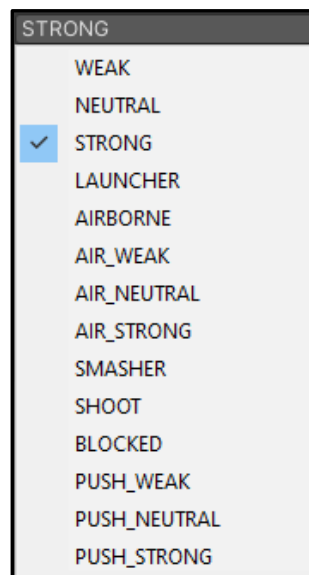 STRONG
WEAK
NEUTRAL
STRONG
LAUNCHER
AIRBORNE
AIR_WEAK
AIR_NEUTRAL
AIR_STRONG
SMASHER
SHOOT
BLOCKED
PUSH_WEAK
PUSH_NEUTRAL
PUSH_STRONG